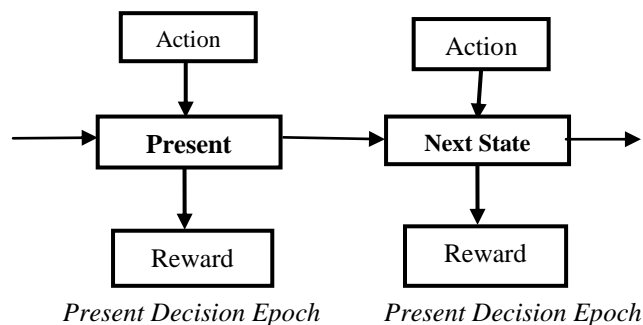 Action
Action
Present
Next State
Reward
Reward
Present Decision Epoch
Present Decision Epoch